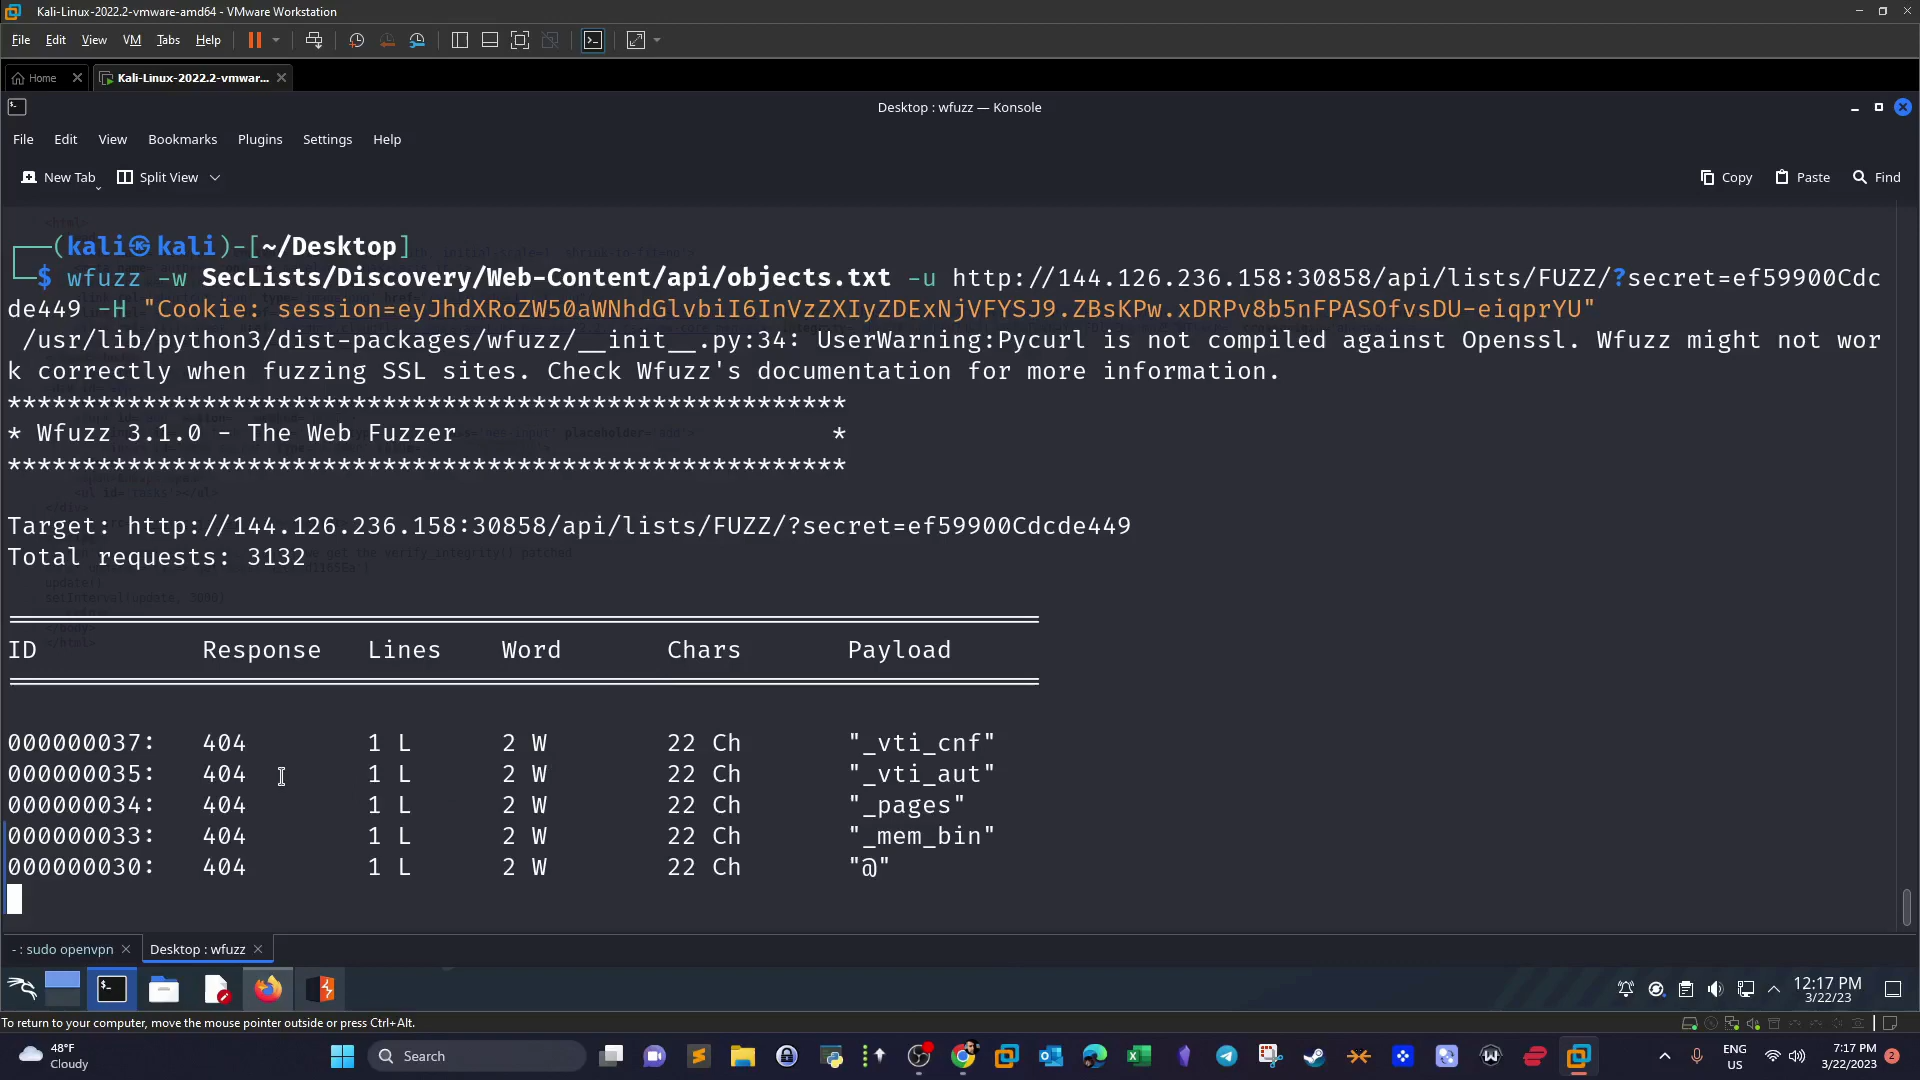 Kali-Linux-2022.2-vmware-amd64 - VMware Workstation
File Edit View VM Tabs Help
Home
Kali-Linux-2022.2-vmwar...
Desktop : wfuzz — Konsole
File Edit View Bookmarks Plugins Settings Help
New Tab Split View Copy Paste Find
┌──(kali㉿kali)-[~/Desktop]
└─$ wfuzz -w SecLists/Discovery/Web-Content/api/objects.txt -u http://144.126.236.158:30858/api/lists/FUZZ/?secret=ef59900Cdc
de449 -H "Cookie: session=eyJhdXRoZW50aWNhdGlvbiI6InVzZXIyZDExNjVFYSJ9.ZBsKPw.xDRPv8b5nFPASOfvsDU-eiqprYU"
/usr/lib/python3/dist-packages/wfuzz/__init__.py:34: UserWarning:Pycurl is not compiled against Openssl. Wfuzz might not wor
k correctly when fuzzing SSL sites. Check Wfuzz's documentation for more information.
********************************************************
* Wfuzz 3.1.0 - The Web Fuzzer *
********************************************************
Target: http://144.126.236.158:30858/api/lists/FUZZ/?secret=ef59900Cdcde449
Total requests: 3132
ID Response Lines Word Chars Payload
000000037: 404 1 L 2 W 22 Ch "_vti_cnf"
000000035: 404 1 L 2 W 22 Ch "_vti_aut"
000000034: 404 1 L 2 W 22 Ch "_pages"
000000033: 404 1 L 2 W 22 Ch "_mem_bin"
000000030: 404 1 L 2 W 22 Ch "@"
- : sudo openvpn
Desktop : wfuzz
12:17 PM
3/22/23
To return to your computer, move the mouse pointer outside or press Ctrl+Alt.
48°F
Cloudy
Search
ENG
US
7:17 PM
3/22/2023
2